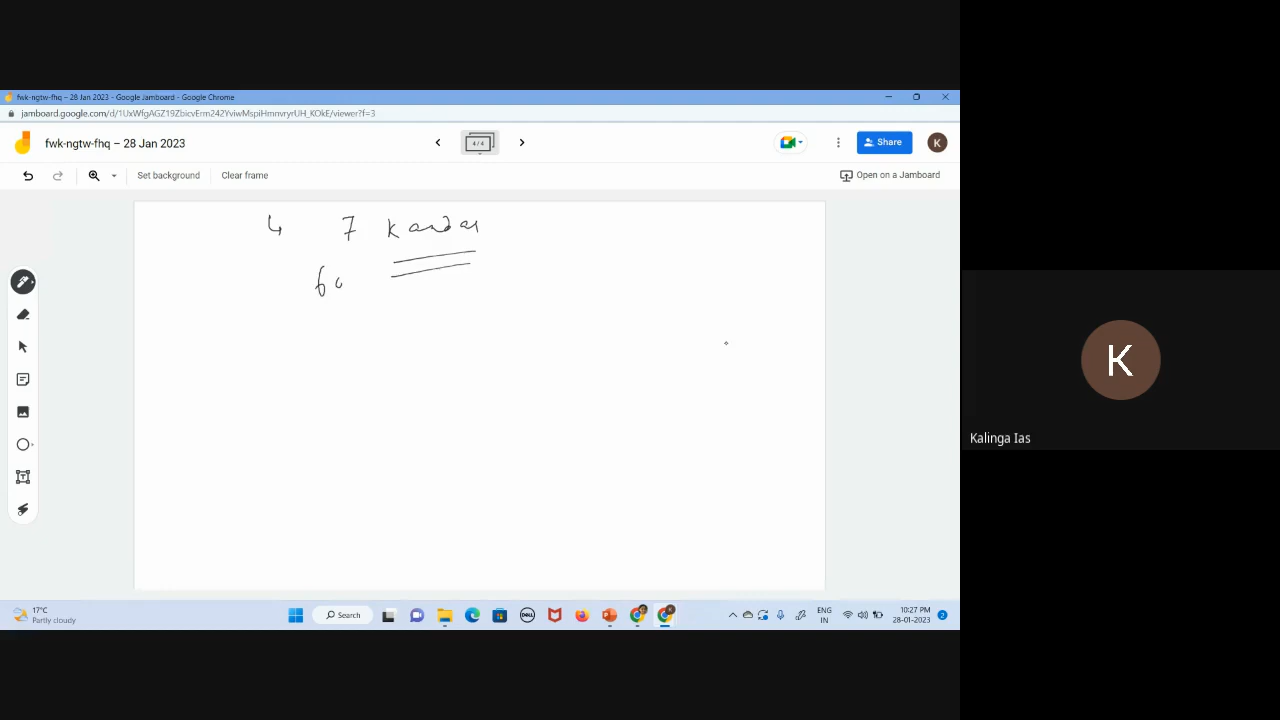 fwk-ngtw-fhq – 28 Jan 2023 - Google Jamboard - Google Chrome
jamboard.google.com/d/1UxWfgAGZ19ZbicvErm242YviwMspiHmnvryrUH_KOkE/viewer?f=3
fwk-ngtw-fhq – 28 Jan 2023
4 / 4
Share
K
Set background
Clear frame
Open on a Jamboard
4 7
K
Kalinga Ias
17°C
Partly cloudy
Search
DELL
ENG
IN
10:27 PM
28-01-2023
2